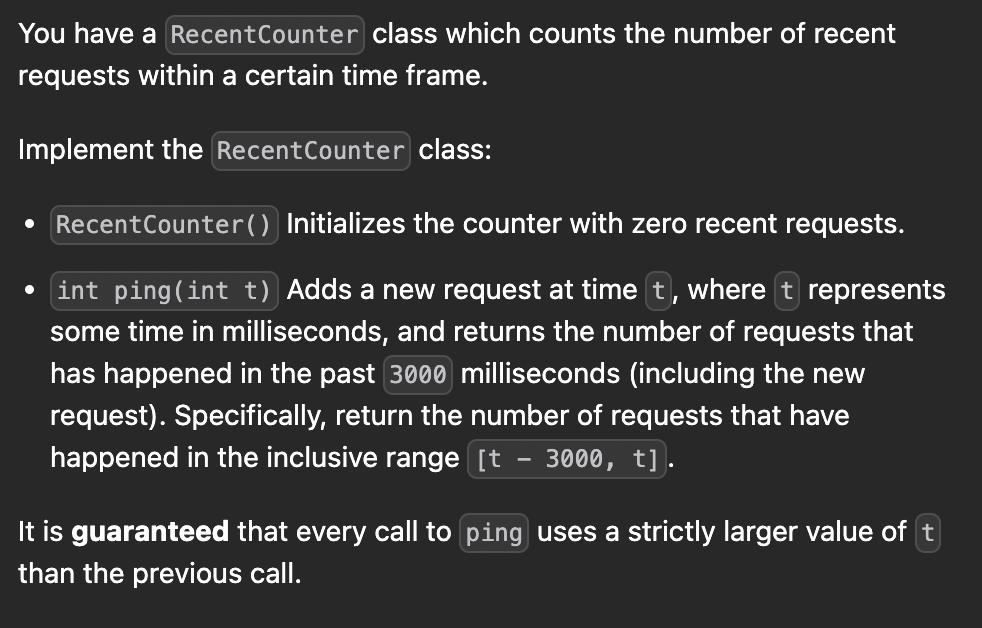 You have a RecentCounter class which counts the number of recent
requests within a certain time frame.
Implement the RecentCounter class:
• RecentCounter() Initializes the counter with zero recent requests.
• int ping(int t) Adds a new request at time t, where t represents
some time in milliseconds, and returns the number of requests that
has happened in the past 3000 milliseconds (including the new
request). Specifically, return the number of requests that have
happened in the inclusive range [t - 3000, t].
It is guaranteed that every call to ping uses a strictly larger value of t
than the previous call.